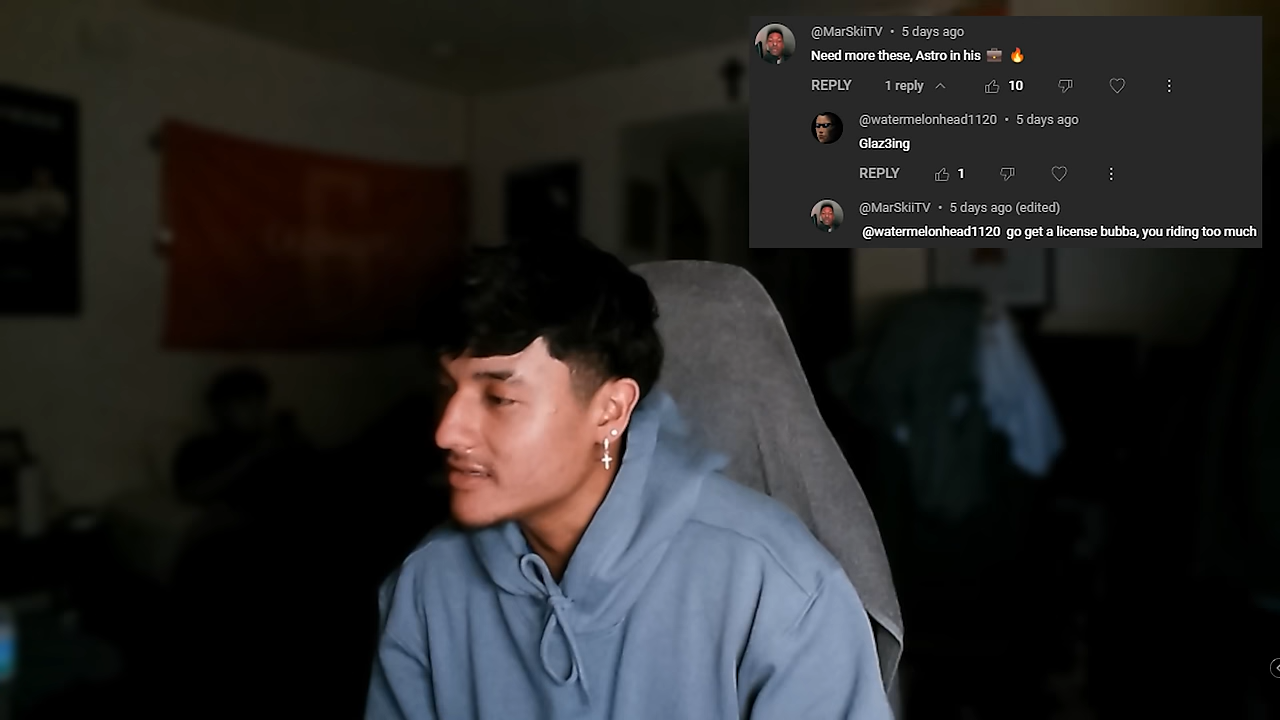 @MarSkiiTV • 5 days ago
Need more these, Astro in his 💼 🔥
REPLY 1 reply 10
@watermelonhead1120 • 5 days ago
Glaz3ing
REPLY 1
@MarSkiiTV • 5 days ago (edited)
@watermelonhead1120 go get a license bubba, you riding too much